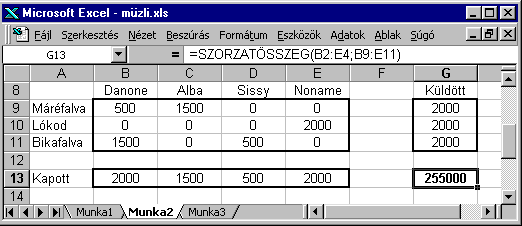 Microsoft Excel - müzli.xls
Fájl Szerkesztés Nézet Beszúrás Formátum Eszközök Adatok Ablak Súgó
G13 = =SZORZATÖSSZEG(B2:E4;B9:E11)
A B C D E F G
8 Danone Alba Sissy Noname Küldött
9 Máréfalva 500 1500 0 0 2000
10 Lókod 0 0 0 2000 2000
11 Bikafalva 1500 0 500 0 2000
12
13 Kapott 2000 1500 500 2000 255000
14
Munka1 Munka2 Munka3